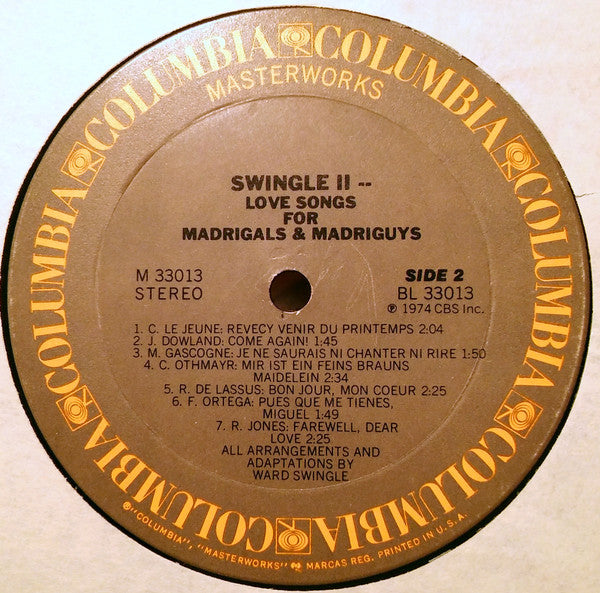 COLUMBIA COLUMBIA COLUMBIA COLUMBIA COLUMBIA COLUMBIA COLUMBIA COLUMBIA
MASTERWORKS
SWINGLE II --
LOVE SONGS
FOR
MADRIGALS & MADRIGUYS
M 33013
STEREO
SIDE 2
BL 33013
℗ 1974 CBS Inc.
1. C. LE JEUNE: REVECY VENIR DU PRINTEMPS 2:04
2. J. DOWLAND: COME AGAIN! 1:45
3. M. GASCOGNE: JE NE SAURAIS NI CHANTER NI RIRE 1:50
4. C. OTHMAYR: MIR IST EIN FEINS BRAUNS
MAIDELEIN 2:34
5. R. DE LASSUS: BON JOUR, MON COEUR 2:25
6. F. ORTEGA: PUES QUE ME TIENES,
MIGUEL 1:49
7. R. JONES: FAREWELL, DEAR
LOVE 2:25
ALL ARRANGEMENTS AND
ADAPTATIONS BY
WARD SWINGLE
®"COLUMBIA", "MASTERWORKS" MARCAS REG. PRINTED IN U.S.A.